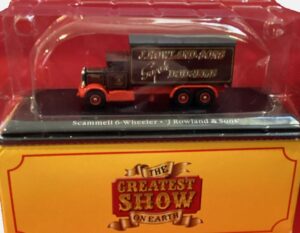 J. ROWLAND & SONS
Scammell 6-Wheeler • J Rowland & Sons
THE
GREATEST
SHOW
ON EARTH